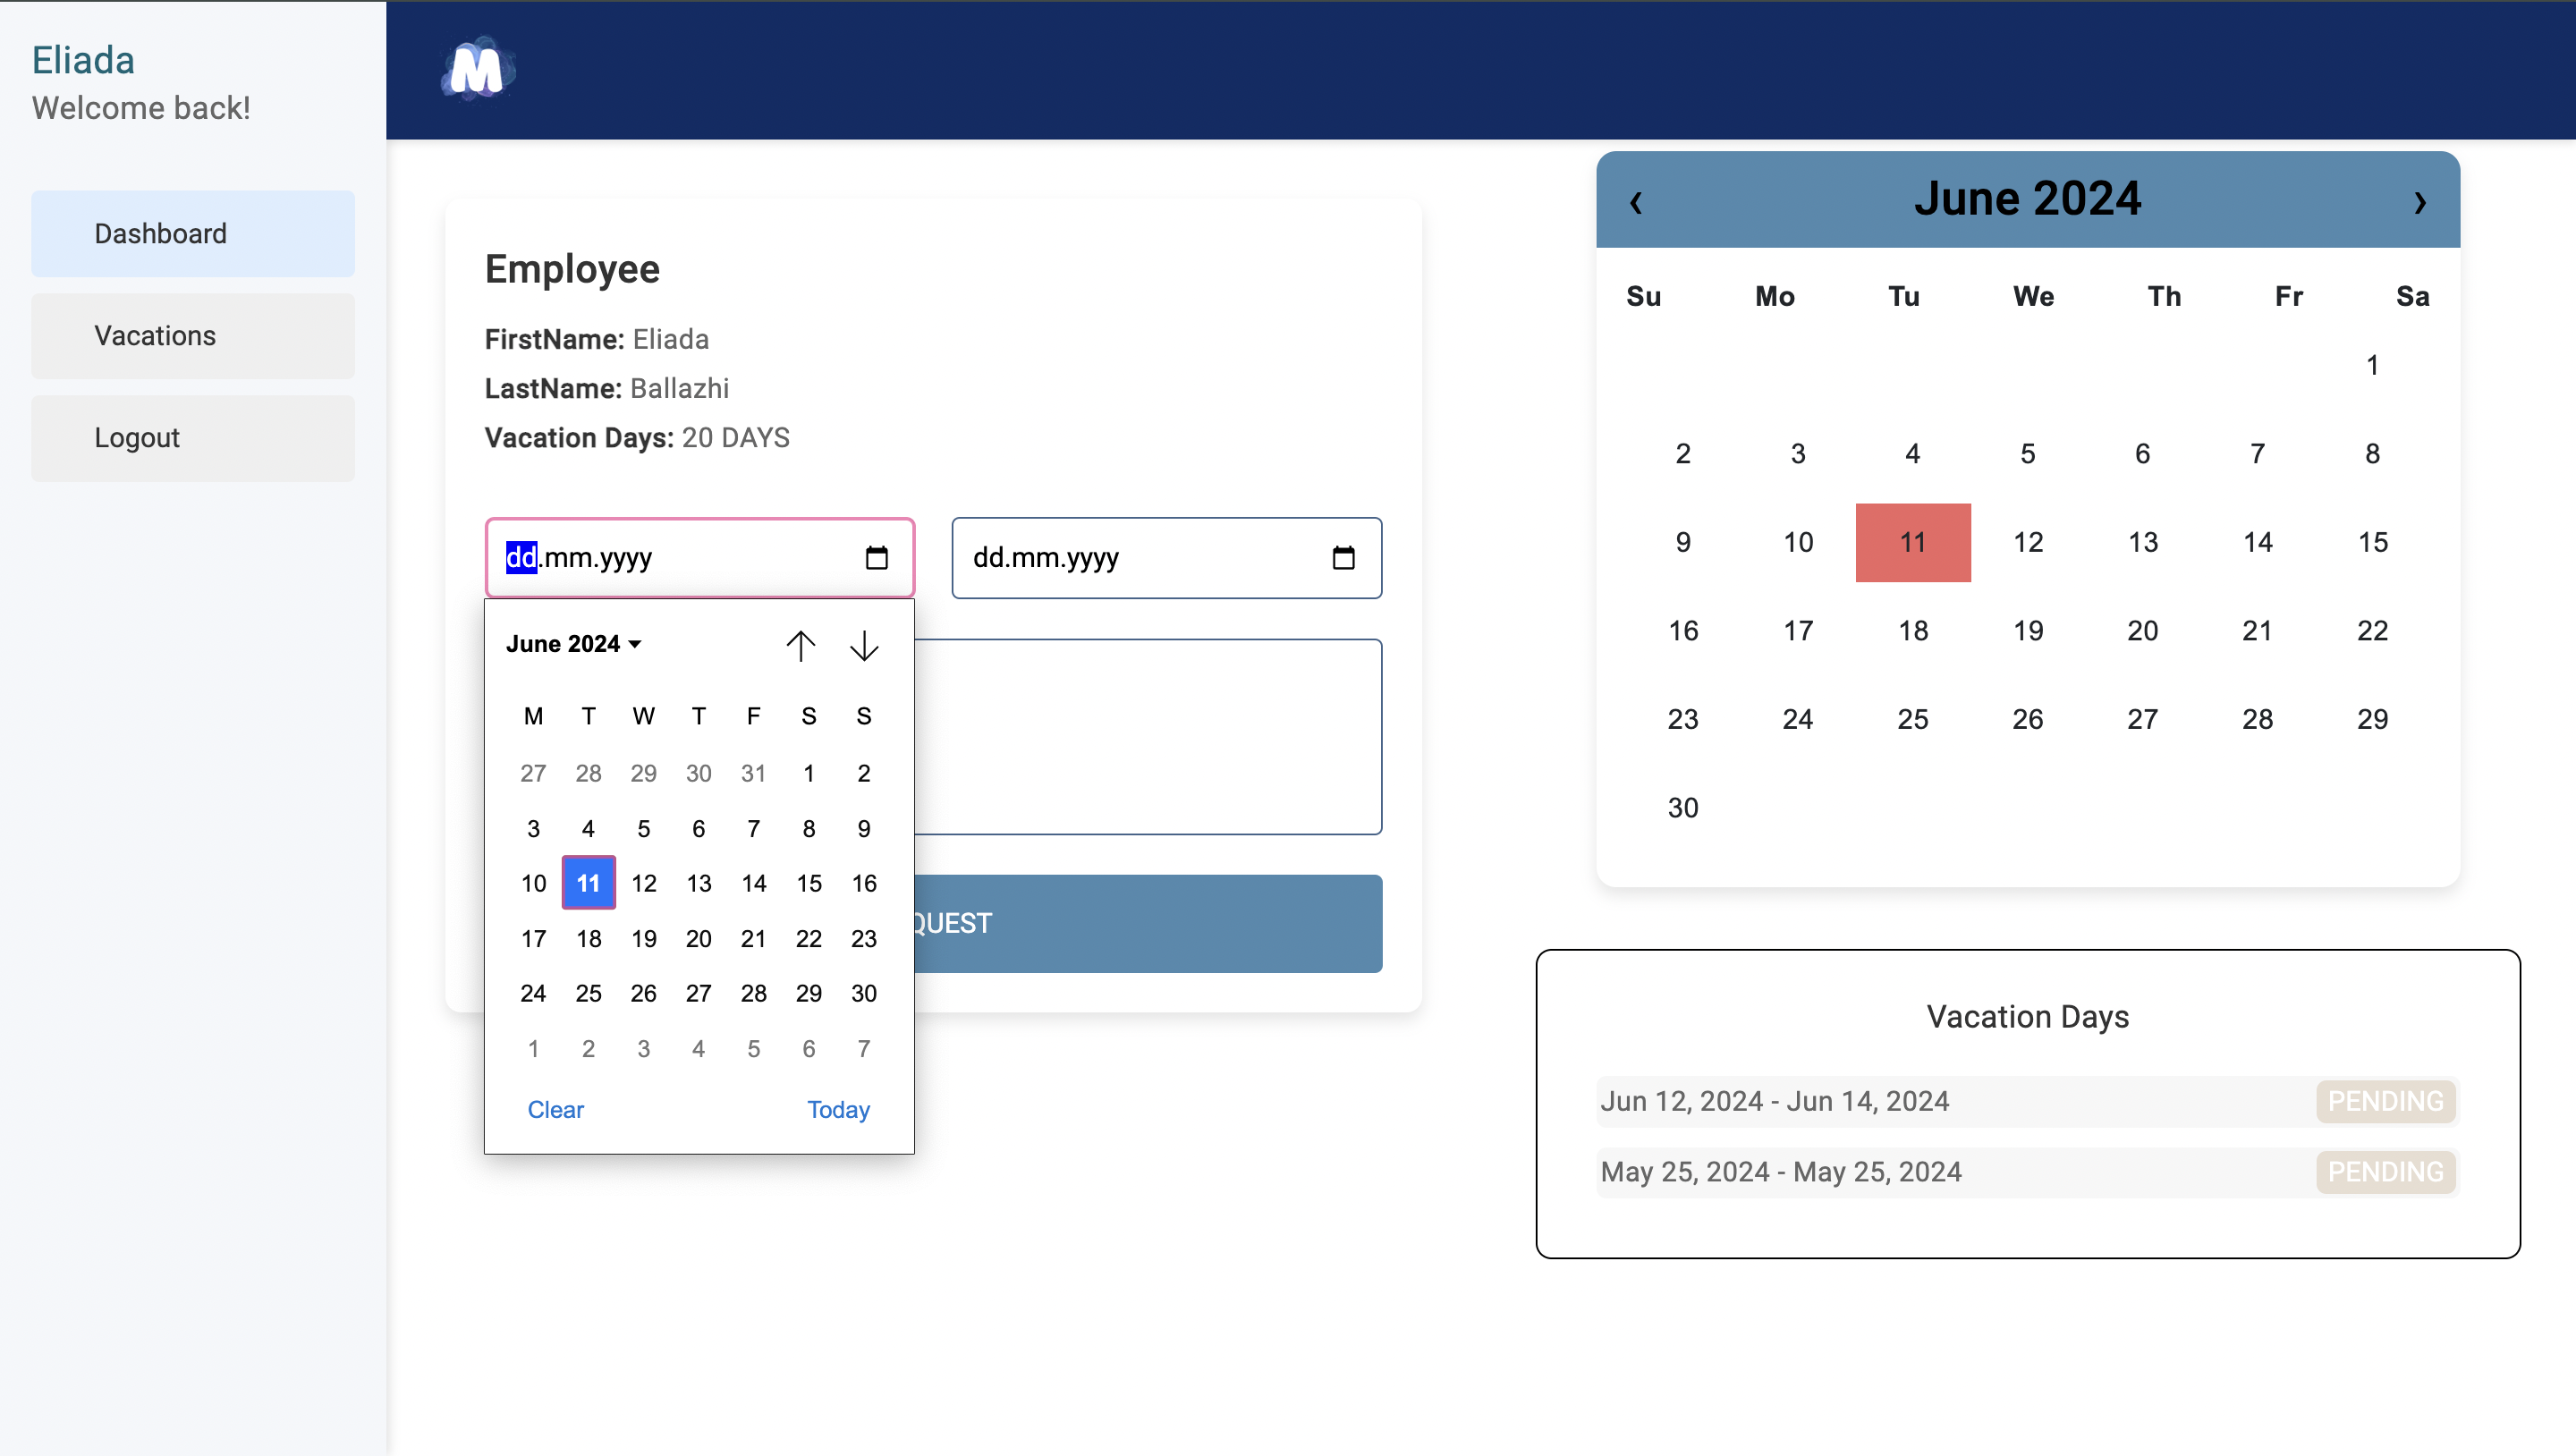 Eliada
Welcome back!
Dashboard
Vacations
Logout
M
Employee
FirstName: Eliada
LastName: Ballazhi
Vacation Days: 20 DAYS
dd.mm.yyyy
dd.mm.yyyy
June 2024
M T W T F S S
27 28 29 30 31 1 2
3 4 5 6 7 8 9
10 11 12 13 14 15 16
17 18 19 20 21 22 23
24 25 26 27 28 29 30
1 2 3 4 5 6 7
Clear Today
QUEST
‹ June 2024 ›
Su Mo Tu We Th Fr Sa
1
2 3 4 5 6 7 8
9 10 11 12 13 14 15
16 17 18 19 20 21 22
23 24 25 26 27 28 29
30
Vacation Days
Jun 12, 2024 - Jun 14, 2024 PENDING
May 25, 2024 - May 25, 2024 PENDING